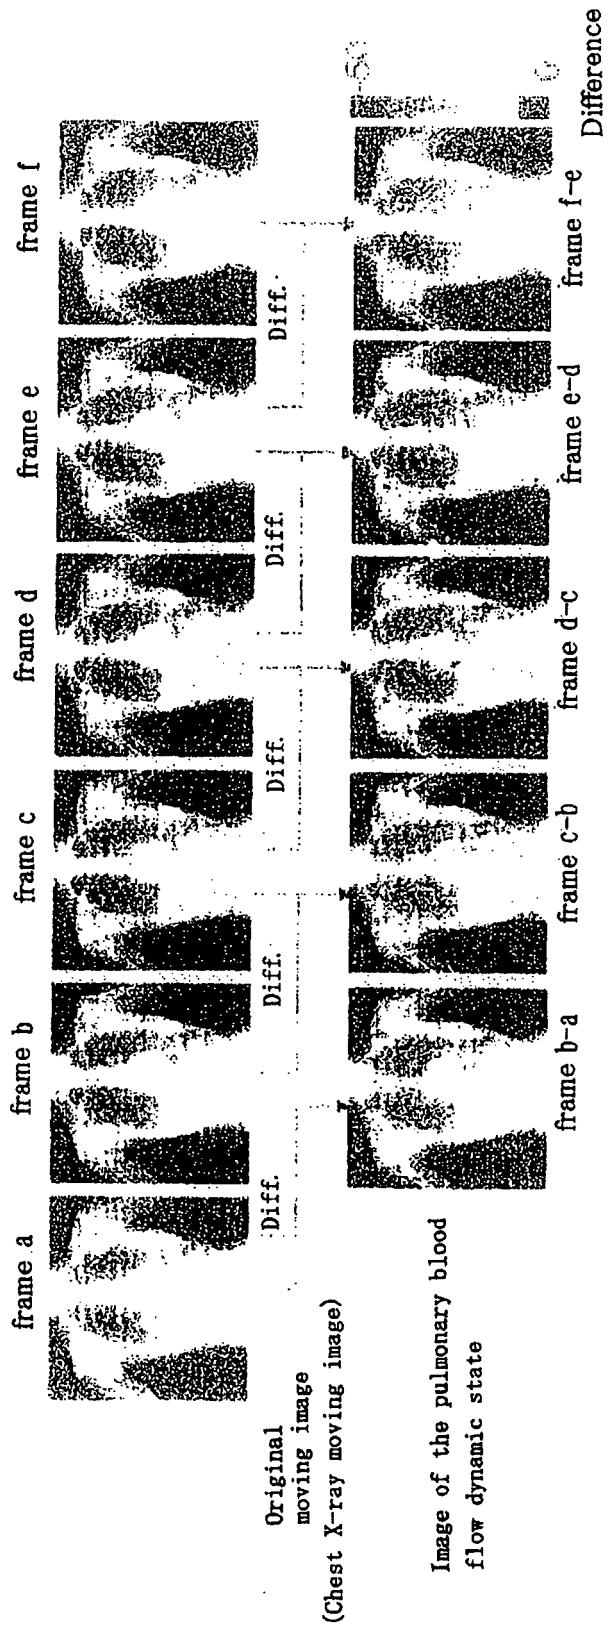 frame a
frame b
frame c
frame d
frame e
frame f
Diff.
Diff.
Diff.
Diff.
Diff.
Original
moving image
(Chest X-ray moving image)
Image of the pulmonary blood
flow dynamic state
frame b-a
frame c-b
frame d-c
frame e-d
frame f-e
Difference